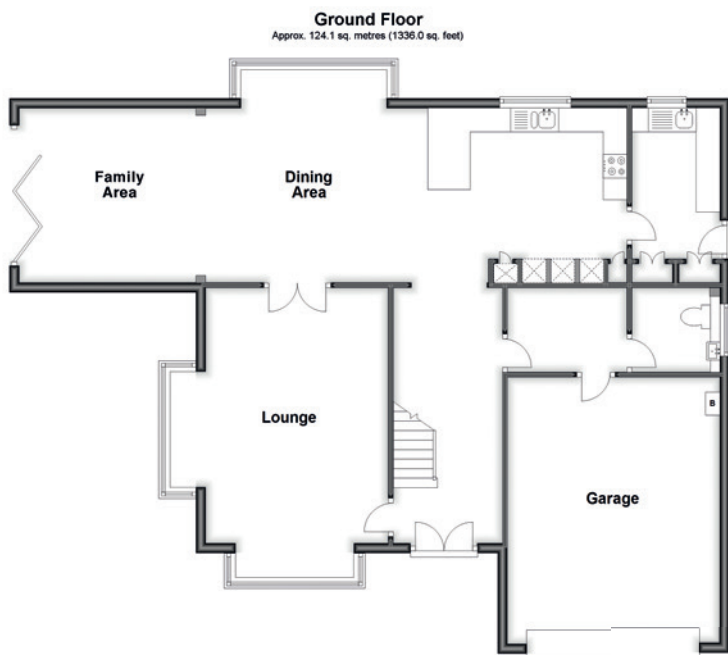 Ground Floor
Approx. 124.1 sq. metres (1336.0 sq. feet)
Family
Area
Dining
Area
Lounge
B
Garage